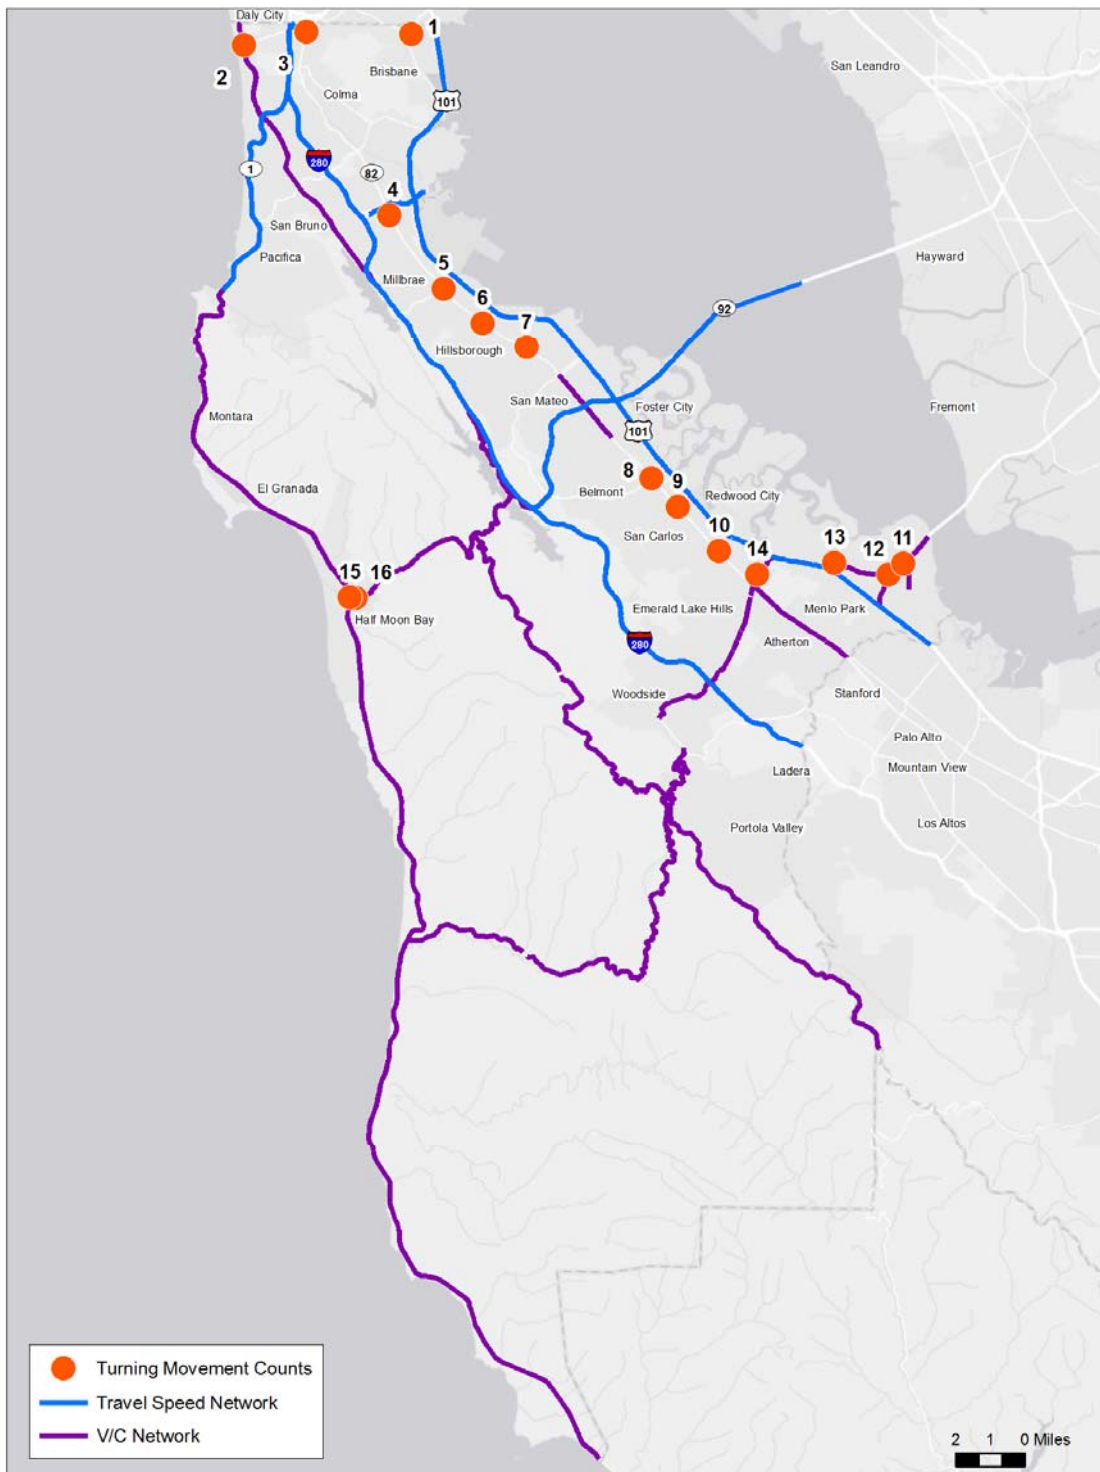 Daly City
1
2
3
Brisbane
San Leandro
Colma
101
280
1
82
4
San Bruno
Pacifica
Hayward
5
Millbrae
6
92
7
Hillsborough
San Mateo
Foster City
Fremont
Montara
101
8
9
Belmont
Redwood City
El Granada
San Carlos
10
13
11
12
14
15
16
Half Moon Bay
Emerald Lake Hills
Menlo Park
Atherton
280
Woodside
Stanford
Palo Alto
Ladera
Mountain View
Portola Valley
Los Altos
Turning Movement Counts
Travel Speed Network
V/C Network
2 1 0 Miles